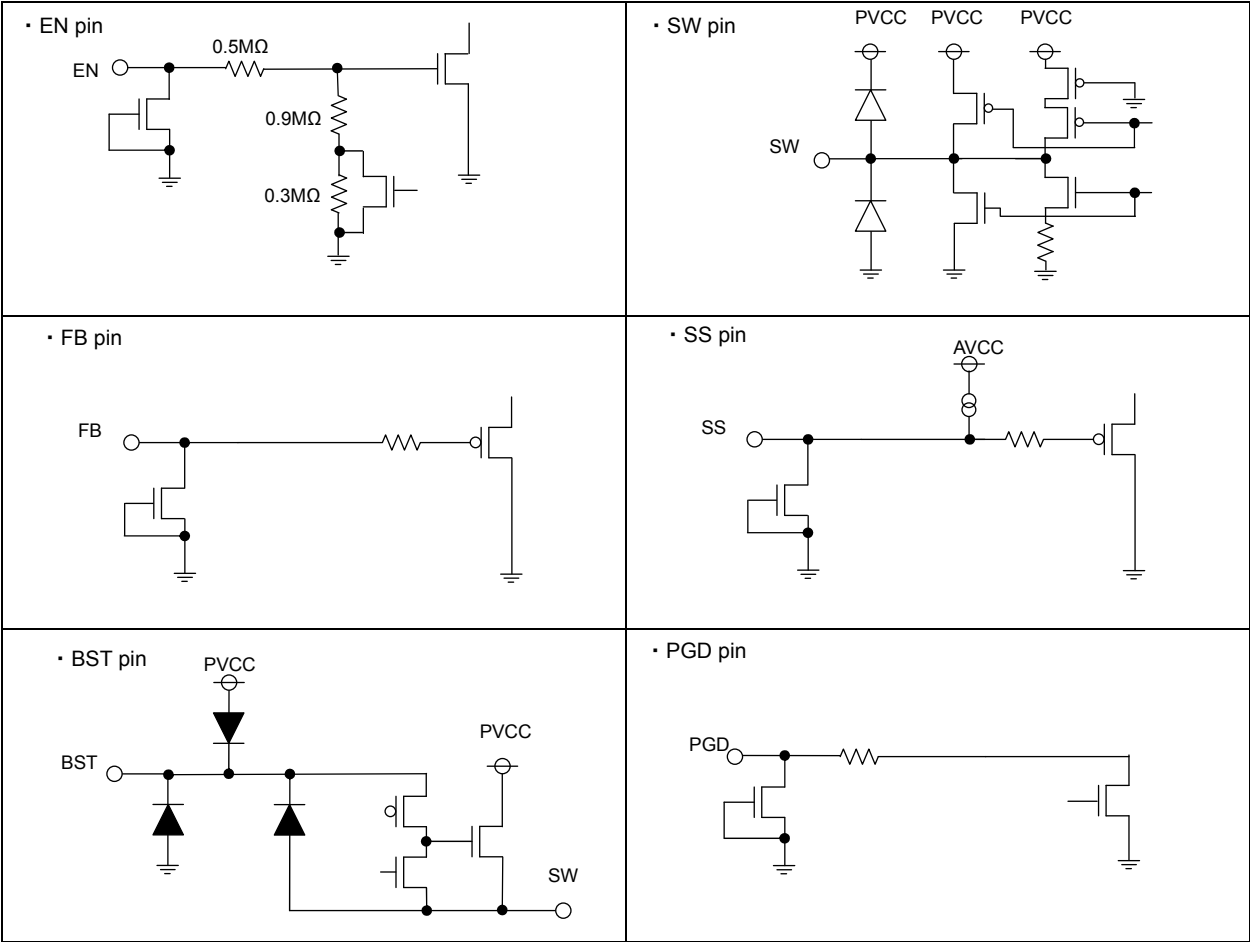 ・EN pin
0.5MΩ
EN
0.9MΩ
0.3MΩ
・SW pin
PVCC PVCC PVCC
SW
・FB pin
FB
・SS pin
AVCC
SS
・BST pin
PVCC
PVCC
BST
SW
・PGD pin
PGD